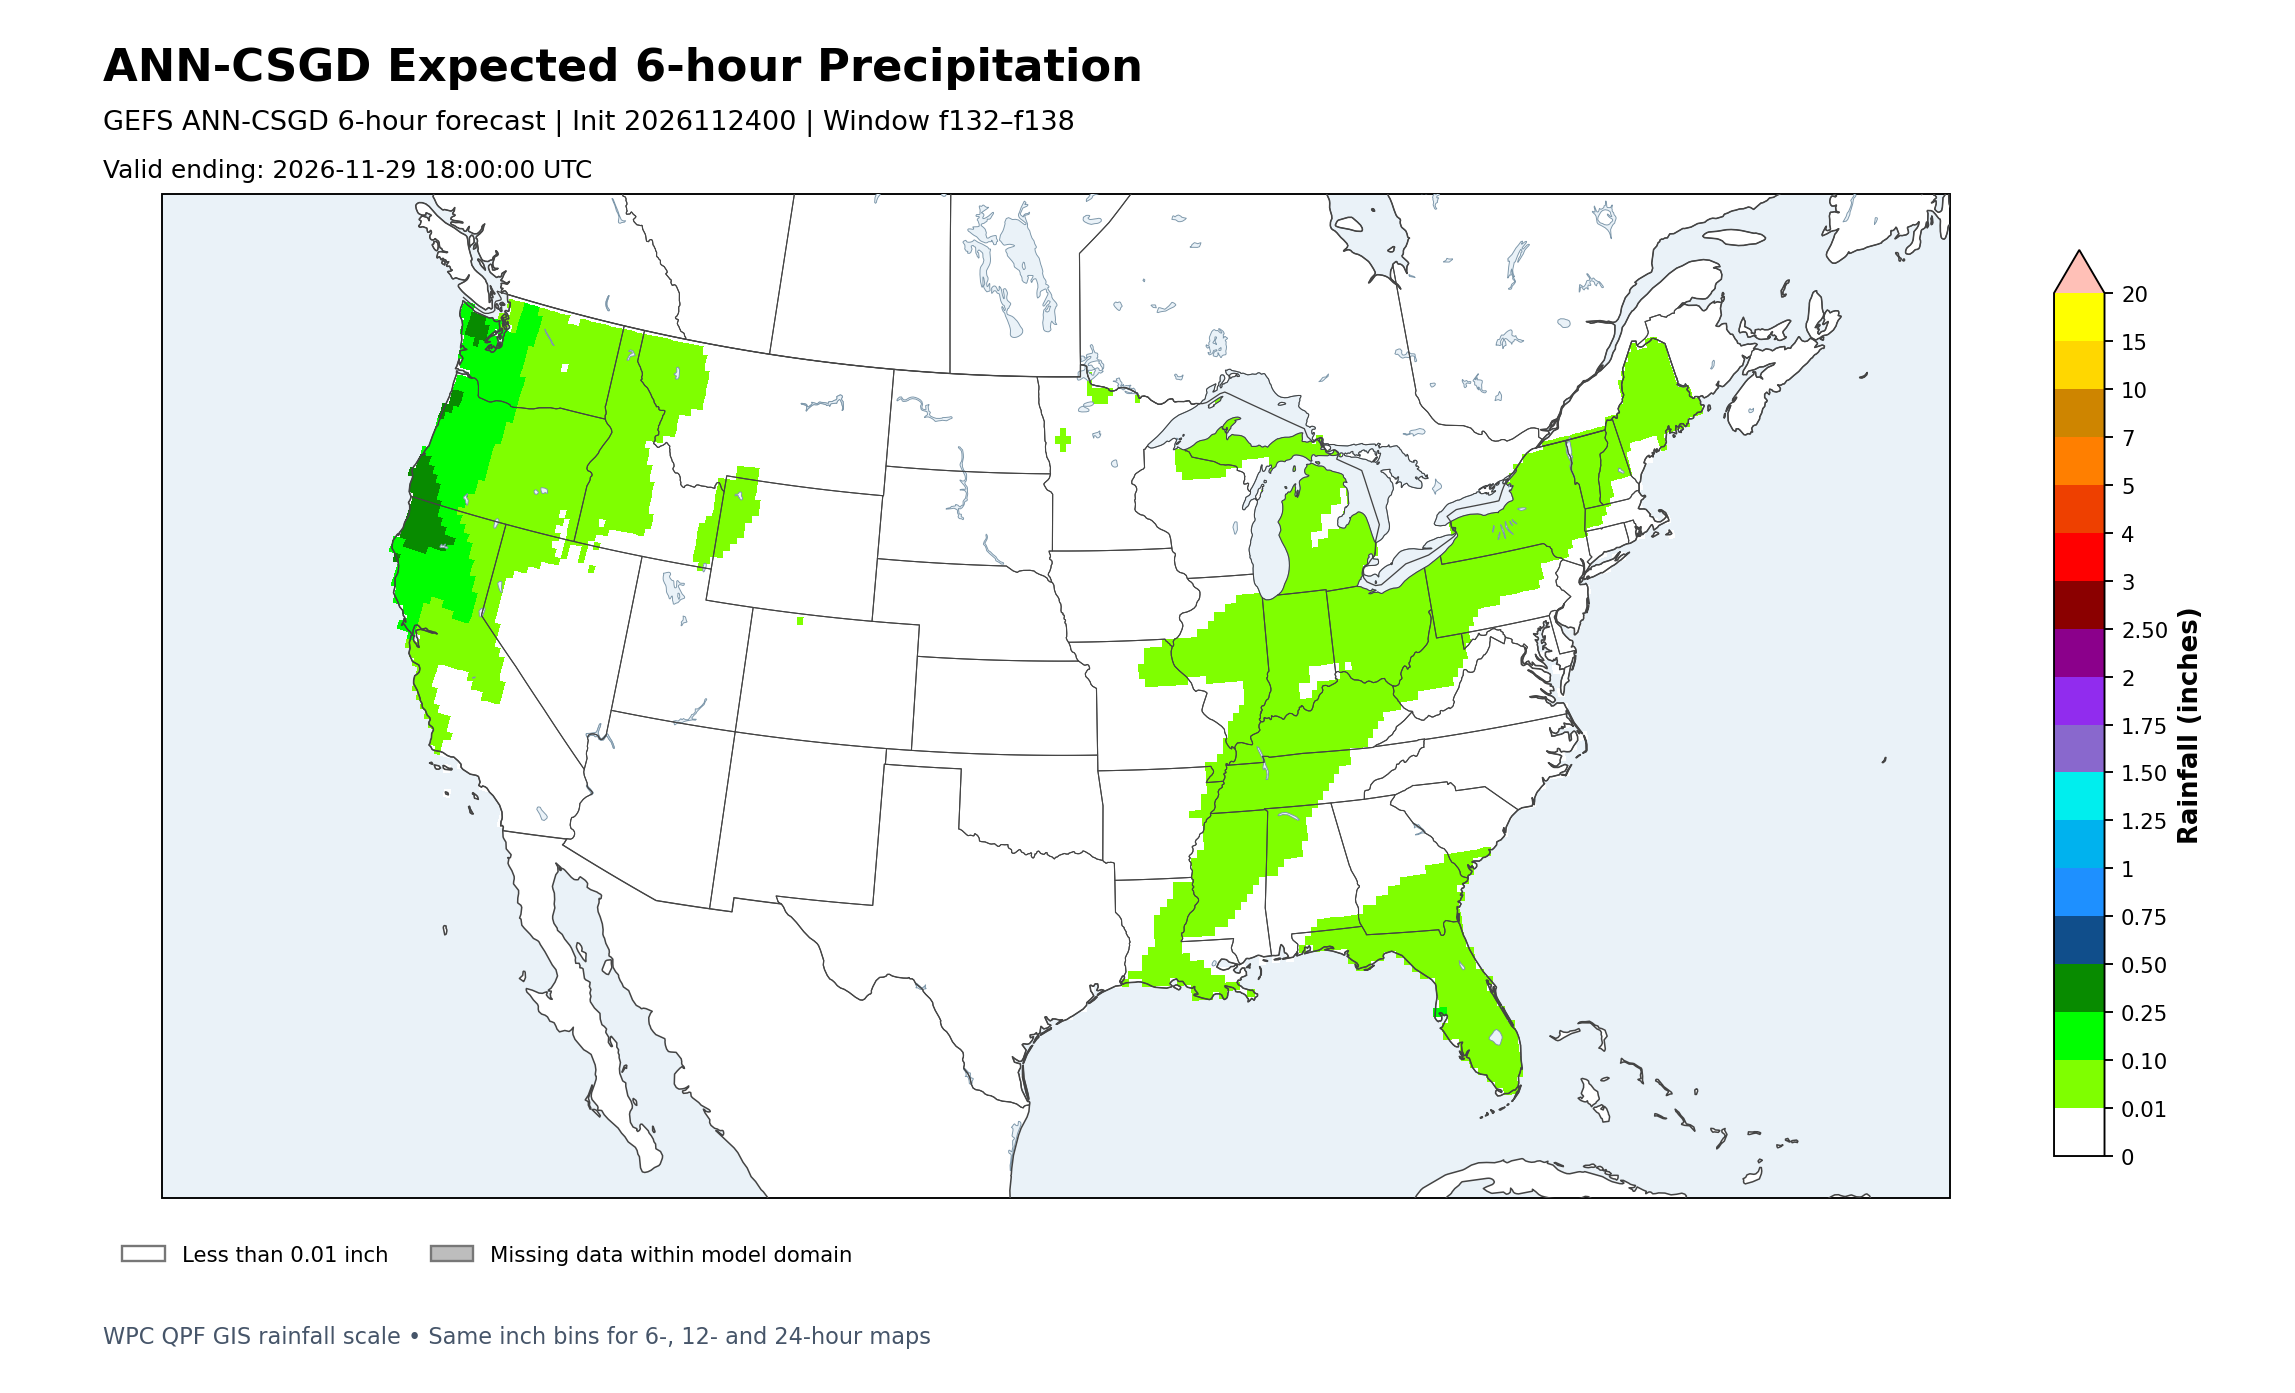 ANN-CSGD Expected 6-hour Precipitation
GEFS ANN-CSGD 6-hour forecast | Init 2026112400 | Window f132–f138
Valid ending: 2026-11-29 18:00:00 UTC
20
15
10
7
5
4
3
2.50
2
1.75
1.50
1.25
1
0.75
0.50
0.25
0.10
0.01
0
Rainfall (inches)
Less than 0.01 inch
Missing data within model domain
WPC QPF GIS rainfall scale • Same inch bins for 6-, 12- and 24-hour maps